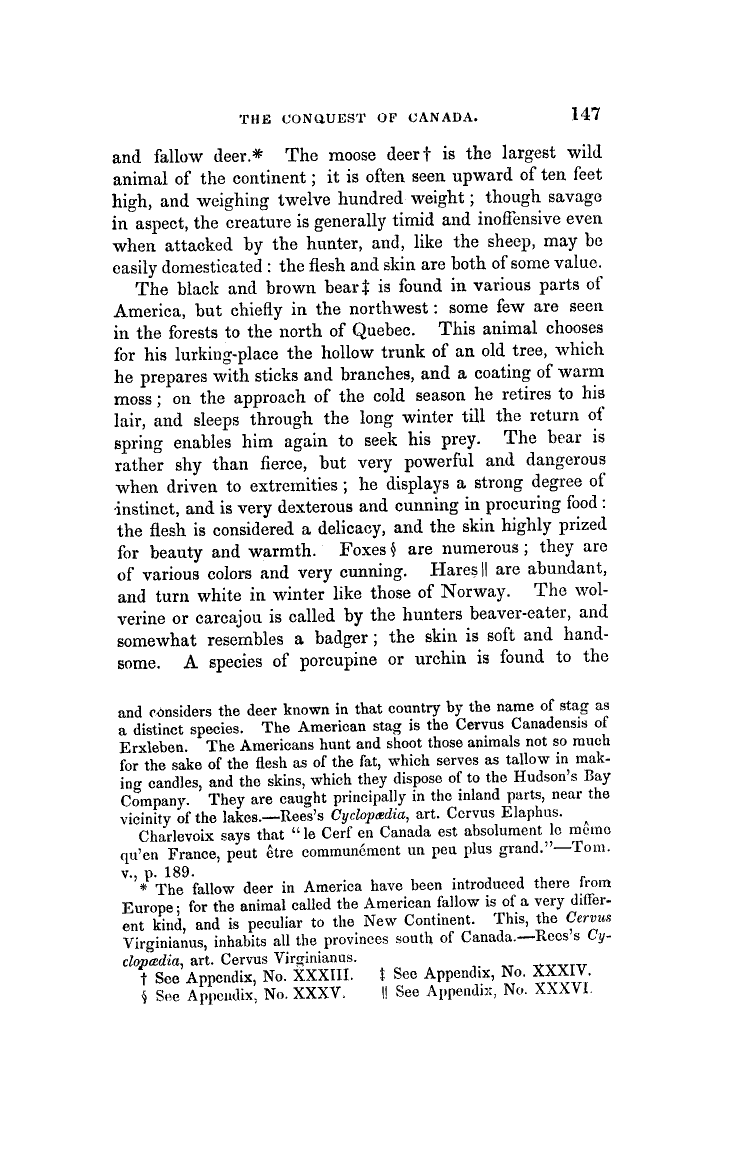 THE CONQUEST OF CANADA. 147
and fallow deer.* The moose deer† is the largest wild
animal of the continent; it is often seen upward of ten feet
high, and weighing twelve hundred weight; though savage
in aspect, the creature is generally timid and inoffensive even
when attacked by the hunter, and, like the sheep, may be
easily domesticated: the flesh and skin are both of some value.
The black and brown bear‡ is found in various parts of
America, but chiefly in the northwest: some few are seen
in the forests to the north of Quebec. This animal chooses
for his lurking-place the hollow trunk of an old tree, which
he prepares with sticks and branches, and a coating of warm
moss; on the approach of the cold season he retires to his
lair, and sleeps through the long winter till the return of
spring enables him again to seek his prey. The bear is
rather shy than fierce, but very powerful and dangerous
when driven to extremities; he displays a strong degree of
instinct, and is very dexterous and cunning in procuring food:
the flesh is considered a delicacy, and the skin highly prized
for beauty and warmth. Foxes§ are numerous; they are
of various colors and very cunning. Hares|| are abundant,
and turn white in winter like those of Norway. The wol-
verine or carcajou is called by the hunters beaver-eater, and
somewhat resembles a badger; the skin is soft and hand-
some. A species of porcupine or urchin is found to the
and considers the deer known in that country by the name of stag as
a distinct species. The American stag is the Cervus Canadensis of
Erxleben. The Americans hunt and shoot those animals not so much
for the sake of the flesh as of the fat, which serves as tallow in mak-
ing candles, and the skins, which they dispose of to the Hudson's Bay
Company. They are caught principally in the inland parts, near the
vicinity of the lakes.—Rees's Cyclopædia, art. Cervus Elaphus.
Charlevoix says that "le Cerf en Canada est absolument le même
qu'en France, peut être communément un peu plus grand."—Tom.
v., p. 189.
* The fallow deer in America have been introduced there from
Europe; for the animal called the American fallow is of a very differ-
ent kind, and is peculiar to the New Continent. This, the Cervus
Virginianus, inhabits all the provinces south of Canada.—Rees's Cy-
clopædia, art. Cervus Virginianus.
† See Appendix, No. XXXIII. ‡ See Appendix, No. XXXIV.
§ See Appendix, No. XXXV. || See Appendix, No. XXXVI.